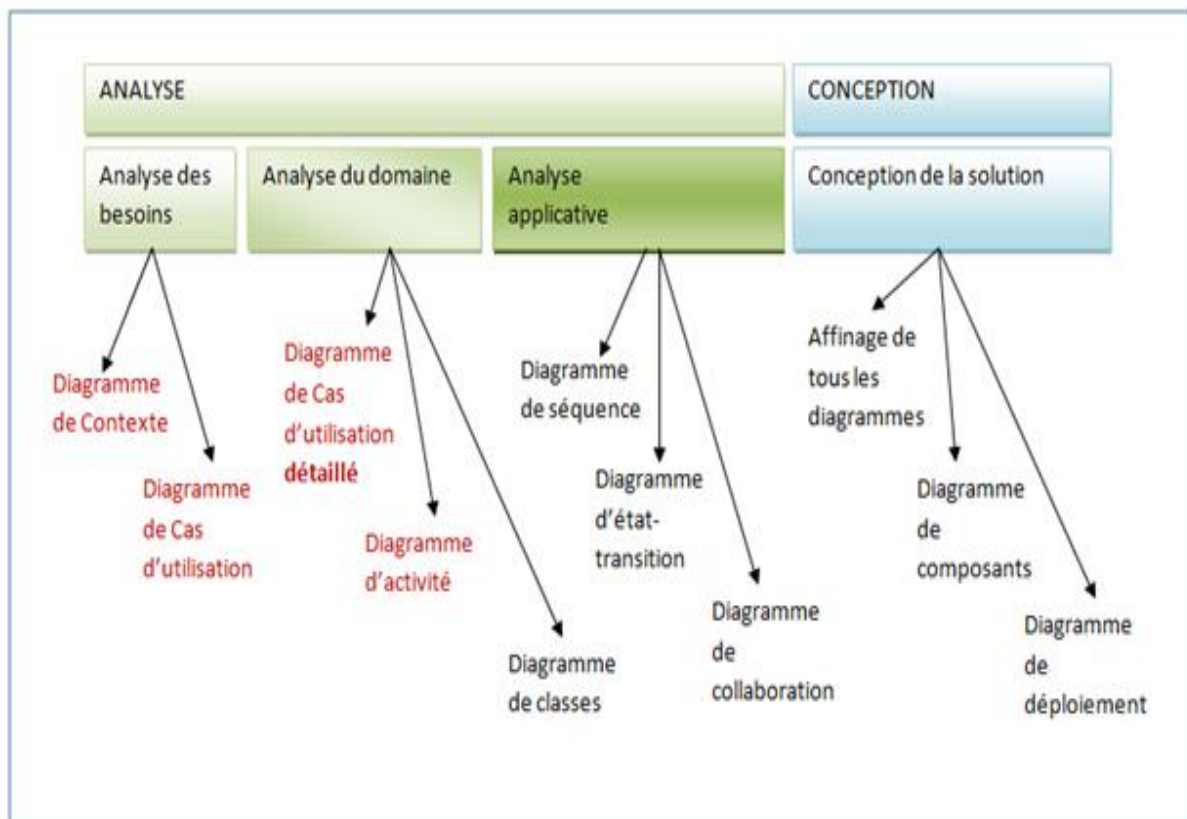 ANALYSE
CONCEPTION
Analyse des
besoins
Analyse du domaine
Analyse
applicative
Conception de la solution
Diagramme
de Contexte
Diagramme
de Cas
d'utilisation
Diagramme
de Cas
d'utilisation
détaillé
Diagramme
d'activité
Diagramme
de classes
Diagramme
de séquence
Diagramme
d'état-
transition
Diagramme
de
collaboration
Affinage de
tous les
diagrammes
Diagramme
de
composants
Diagramme
de
déploiement